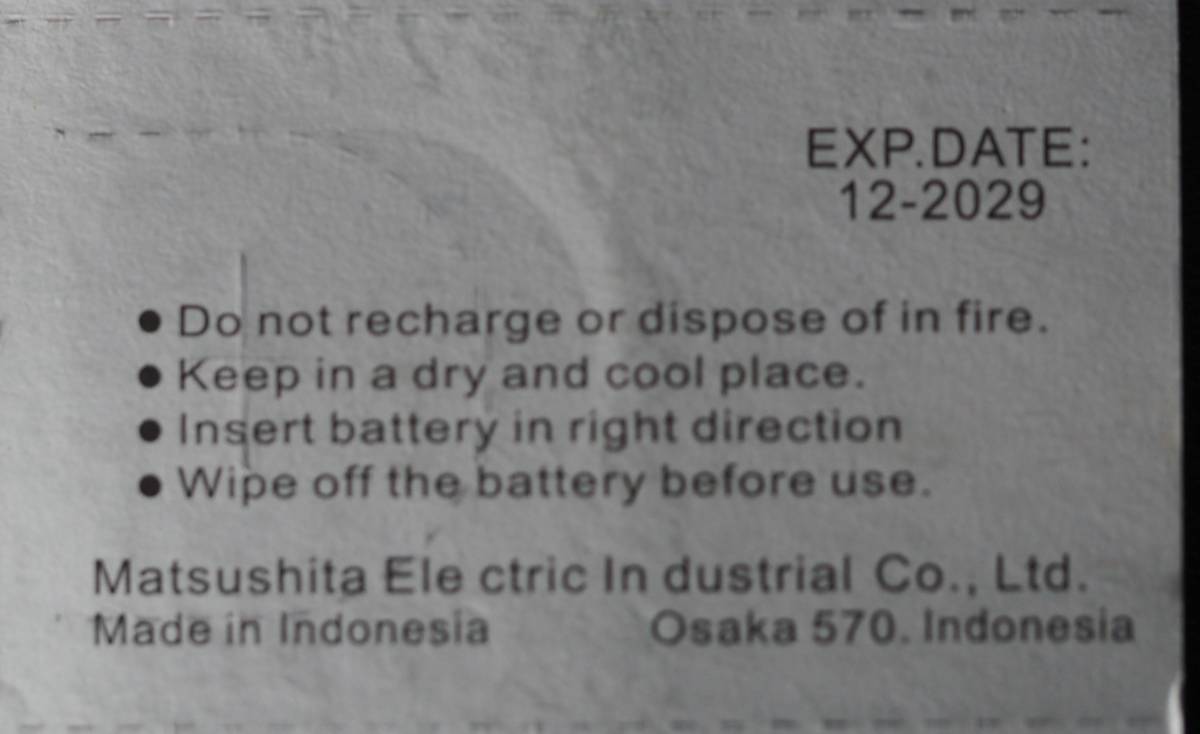 EXP.DATE:
12-2029
● Do not recharge or dispose of in fire.
● Keep in a dry and cool place.
● Insert battery in right direction
● Wipe off the battery before use.
Matsushita Ele ctric In dustrial Co., Ltd.
Made in Indonesia Osaka 570. Indonesia